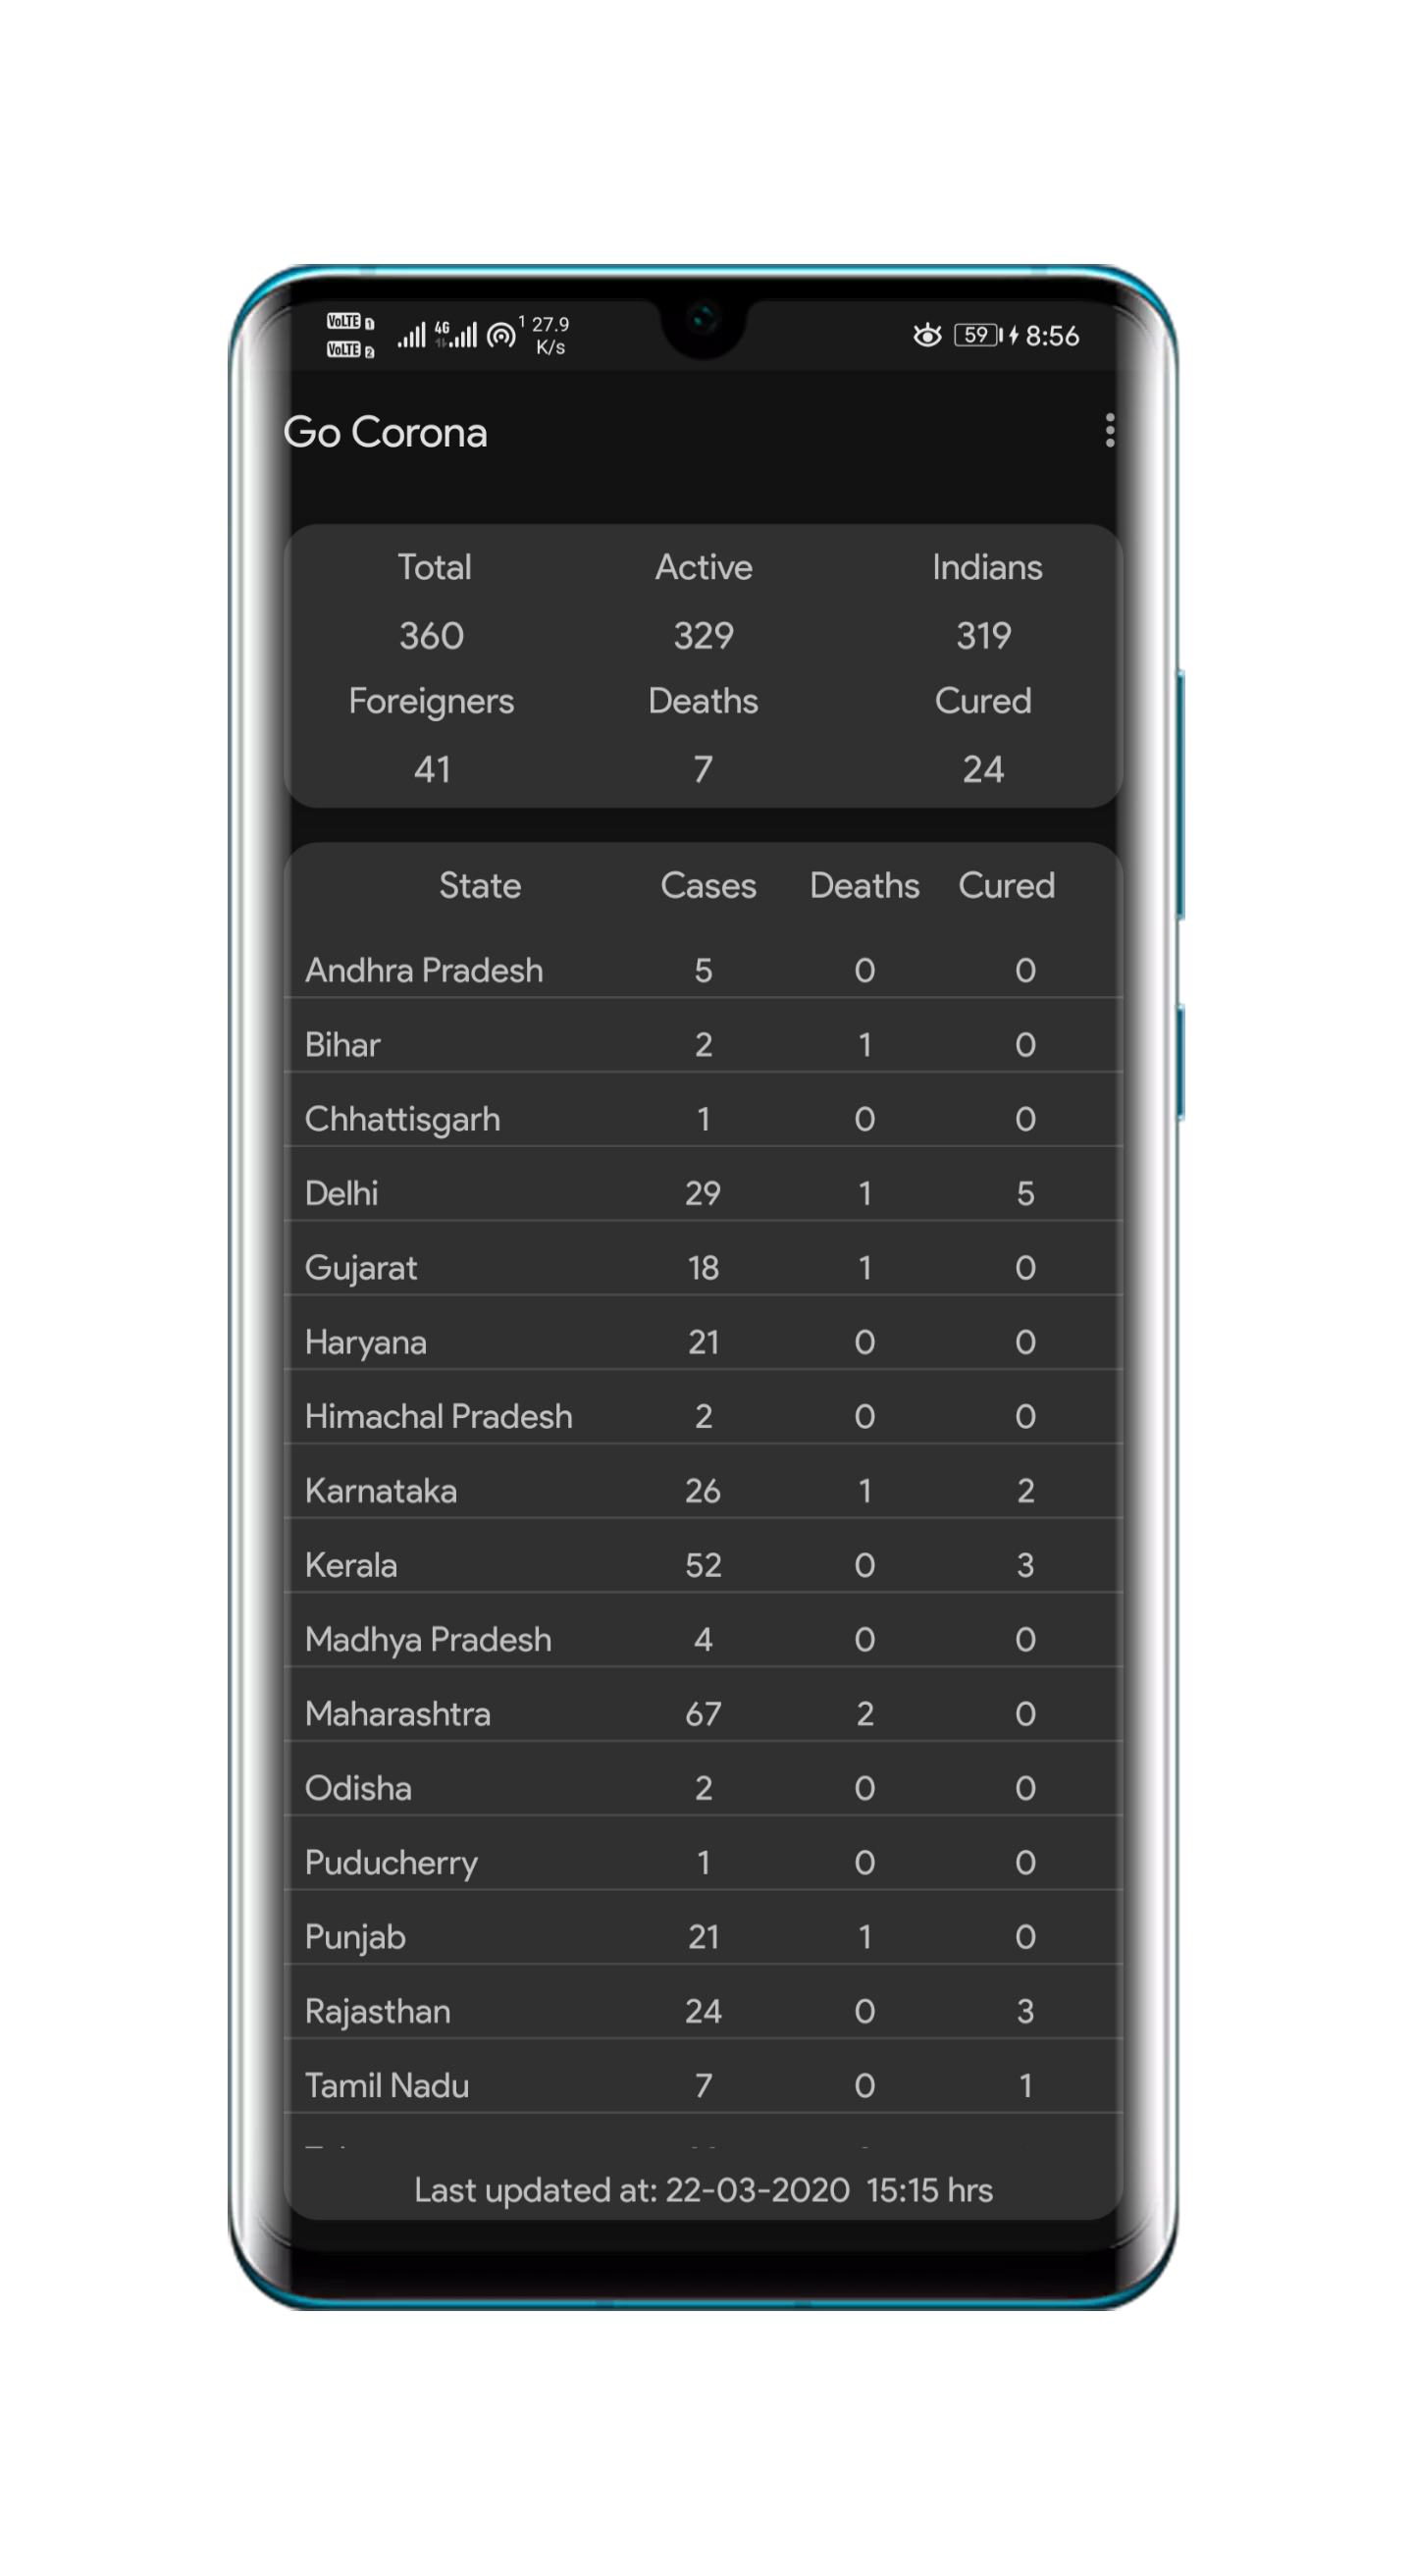 VoLTE 1
VoLTE 2
4G
1 27.9 K/s
59 8:56
Go Corona
Total Active Indians
360 329 319
Foreigners Deaths Cured
41 7 24
State Cases Deaths Cured
Andhra Pradesh 5 0 0
Bihar 2 1 0
Chhattisgarh 1 0 0
Delhi 29 1 5
Gujarat 18 1 0
Haryana 21 0 0
Himachal Pradesh 2 0 0
Karnataka 26 1 2
Kerala 52 0 3
Madhya Pradesh 4 0 0
Maharashtra 67 2 0
Odisha 2 0 0
Puducherry 1 0 0
Punjab 21 1 0
Rajasthan 24 0 3
Tamil Nadu 7 0 1
Last updated at: 22-03-2020 15:15 hrs